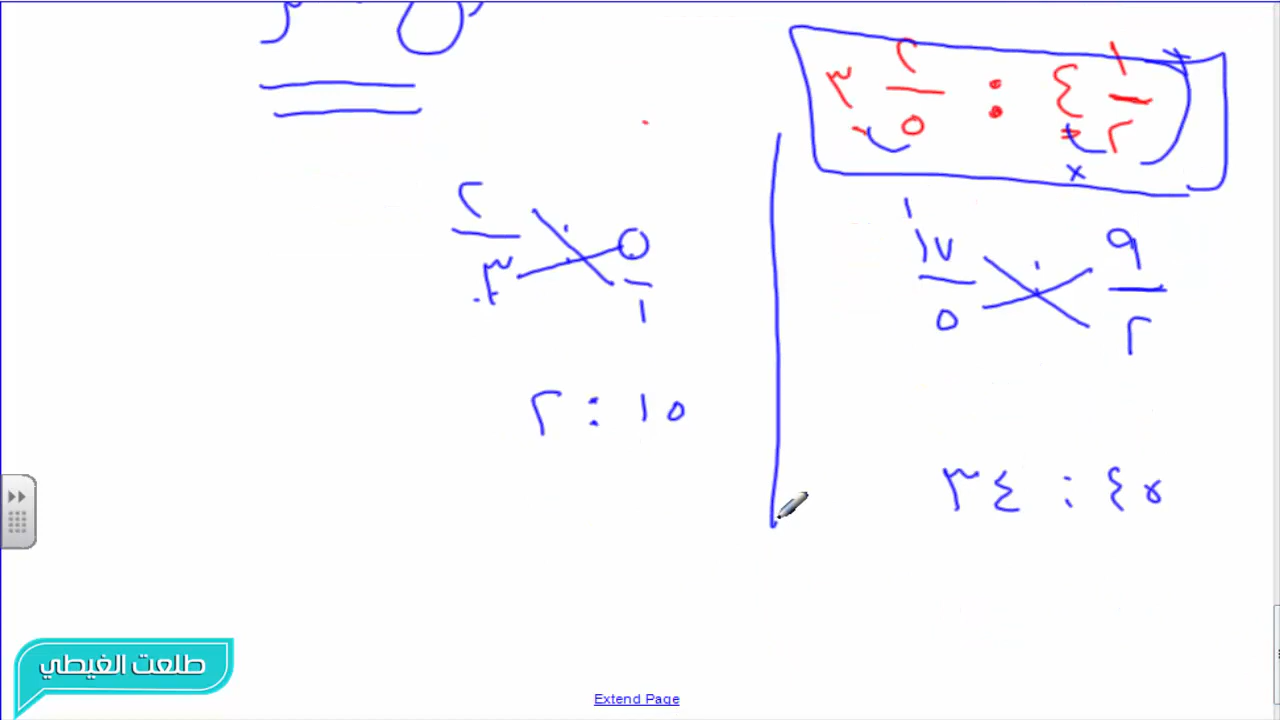 ٤ ١/٢ : ٣ ٢/٥
٩/٢ ١٧/٥
٤٥ : ٣٤
٥/١ ٢/٣
١٥ : ٢
طلعت الغيطي
Extend Page